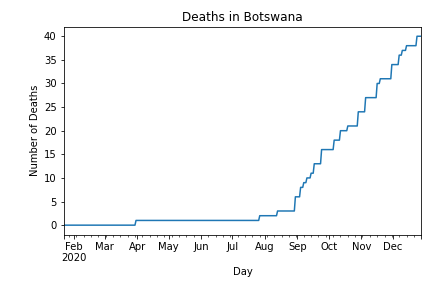 Deaths in Botswana
Number of Deaths
40
35
30
25
20
15
10
5
0
Feb Mar Apr May Jun Jul Aug Sep Oct Nov Dec
2020
Day